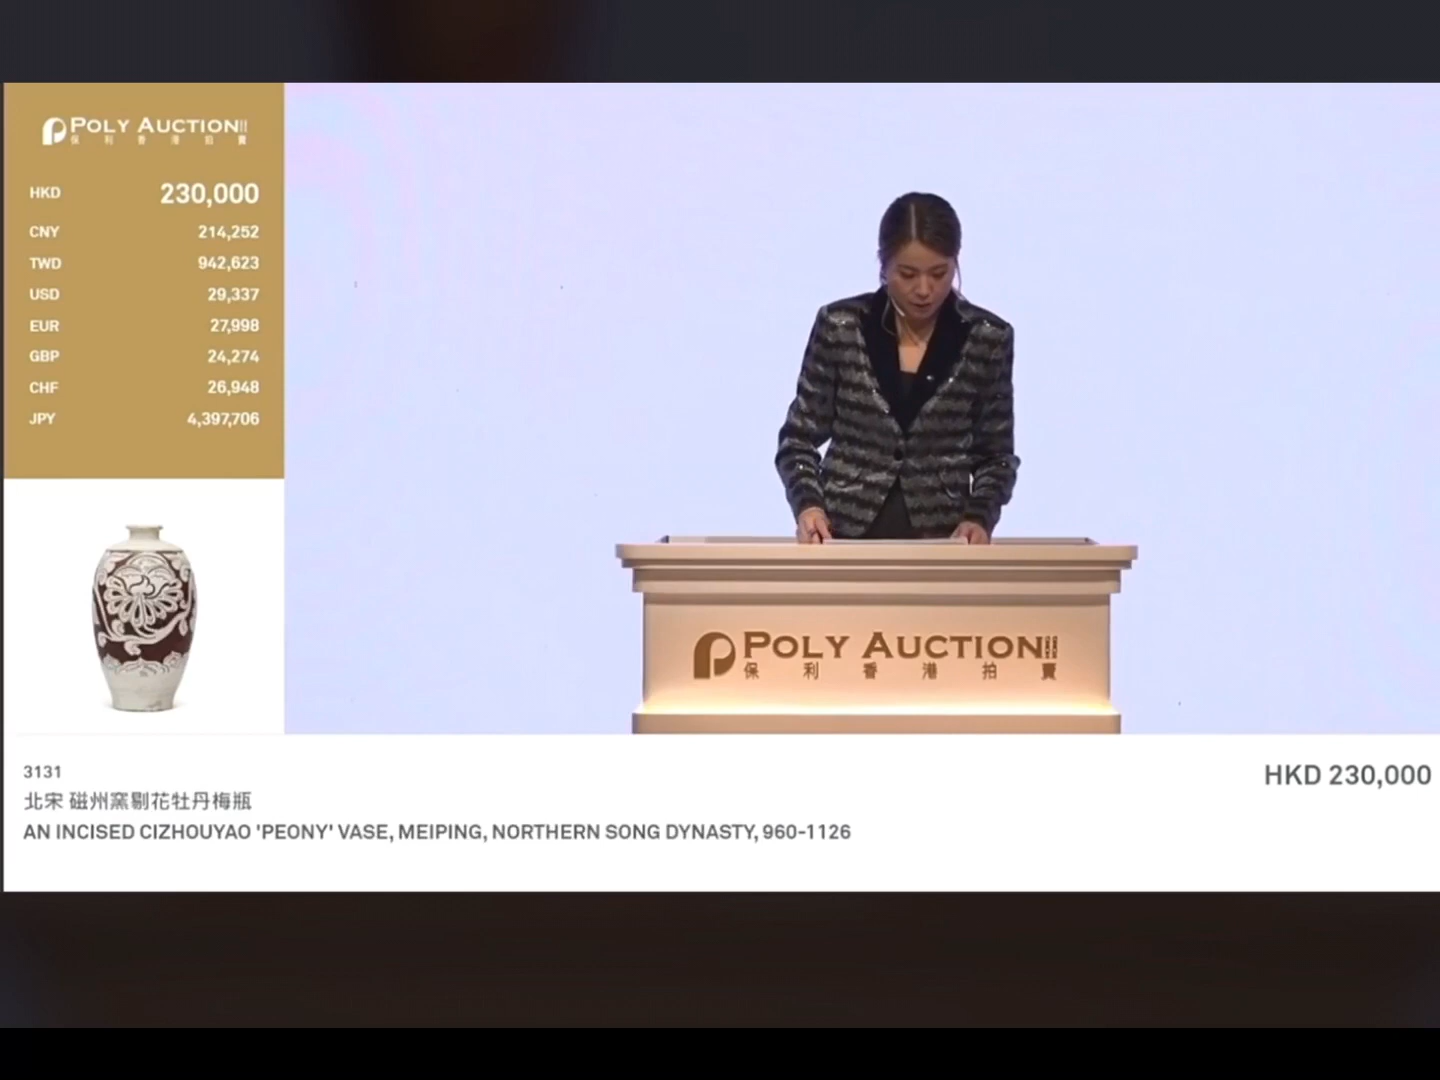 POLY AUCTION
保利香港拍賣
HKD 230,000
CNY 214,252
TWD 942,623
USD 29,337
EUR 27,998
GBP 24,274
CHF 26,948
JPY 4,397,706
POLY AUCTION
保利香港拍賣
3131
HKD 230,000
北宋 磁州窯剔花牡丹梅瓶
AN INCISED CIZHOUYAO 'PEONY' VASE, MEIPING, NORTHERN SONG DYNASTY, 960-1126